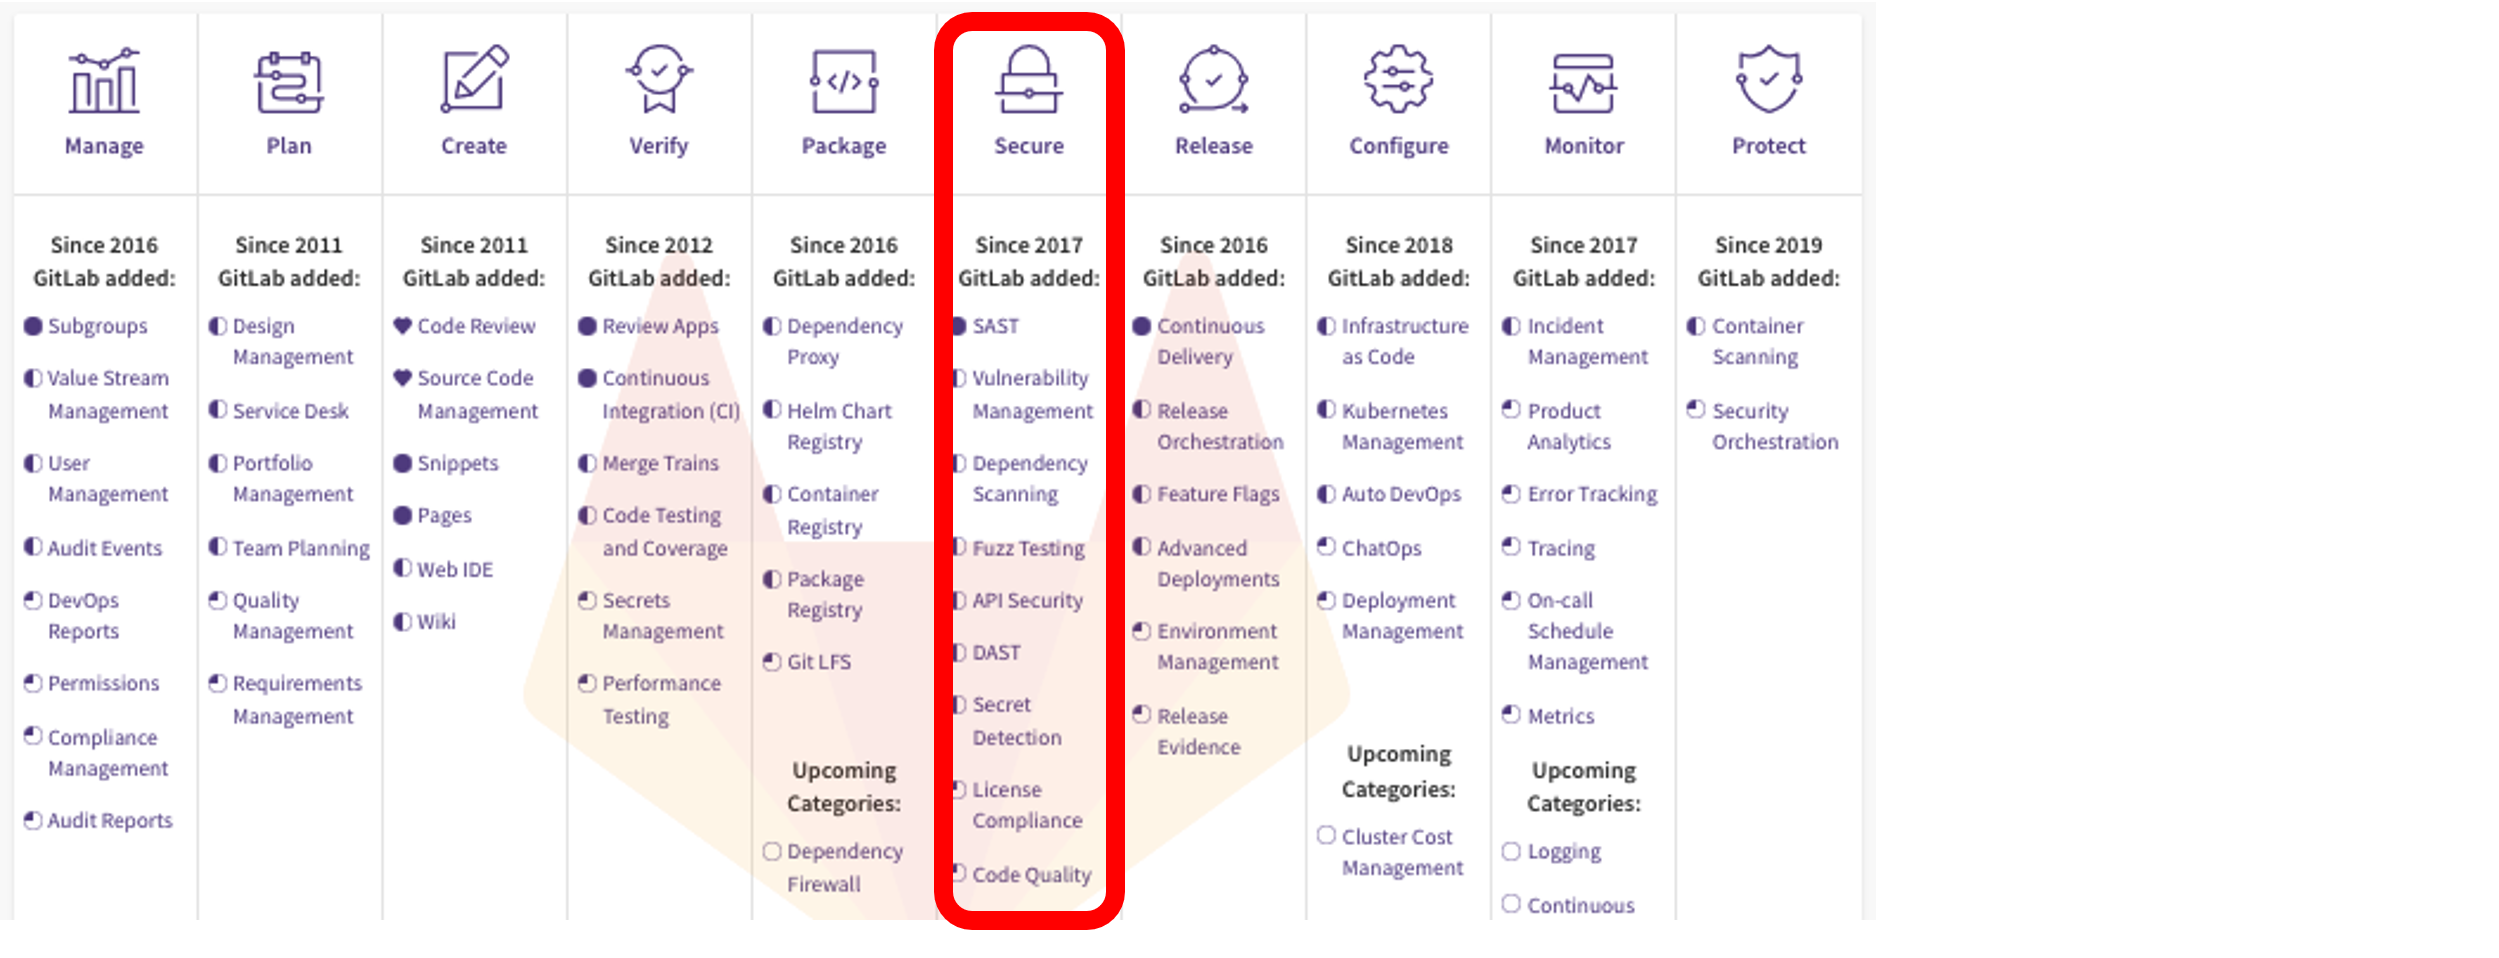 Manage
Plan
Create
Verify
Package
Secure
Release
Configure
Monitor
Protect
Since 2016
GitLab added:
Subgroups
Value Stream
Management
User
Management
Audit Events
DevOps
Reports
Permissions
Compliance
Management
Audit Reports
Since 2011
GitLab added:
Design
Management
Service Desk
Portfolio
Management
Team Planning
Quality
Management
Requirements
Management
Since 2011
GitLab added:
Code Review
Source Code
Management
Snippets
Pages
Web IDE
Wiki
Since 2012
GitLab added:
Review Apps
Continuous
Integration (CI)
Merge Trains
Code Testing
and Coverage
Secrets
Management
Performance
Testing
Since 2016
GitLab added:
Dependency
Proxy
Helm Chart
Registry
Container
Registry
Package
Registry
Git LFS
Upcoming
Categories:
Dependency
Firewall
Since 2017
GitLab added:
SAST
Vulnerability
Management
Dependency
Scanning
Fuzz Testing
API Security
DAST
Secret
Detection
License
Compliance
Code Quality
Since 2016
GitLab added:
Continuous
Delivery
Release
Orchestration
Feature Flags
Advanced
Deployments
Environment
Management
Release
Evidence
Since 2018
GitLab added:
Infrastructure
as Code
Kubernetes
Management
Auto DevOps
ChatOps
Deployment
Management
Upcoming
Categories:
Cluster Cost
Management
Since 2017
GitLab added:
Incident
Management
Product
Analytics
Error Tracking
Tracing
On-call
Schedule
Management
Metrics
Upcoming
Categories:
Logging
Continuous
Since 2019
GitLab added:
Container
Scanning
Security
Orchestration